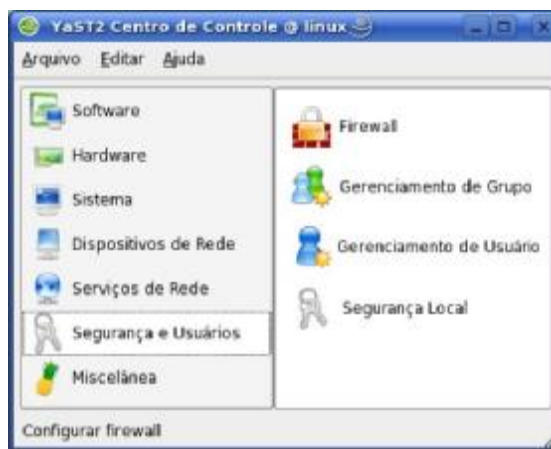 YaST2 Centro de Controle @ linux
Arquivo Editar Ajuda
Software
Hardware
Sistema
Dispositivos de Rede
Serviços de Rede
Segurança e Usuários
Miscelânea
Firewall
Gerenciamento de Grupo
Gerenciamento de Usuário
Segurança Local
Configurar firewall